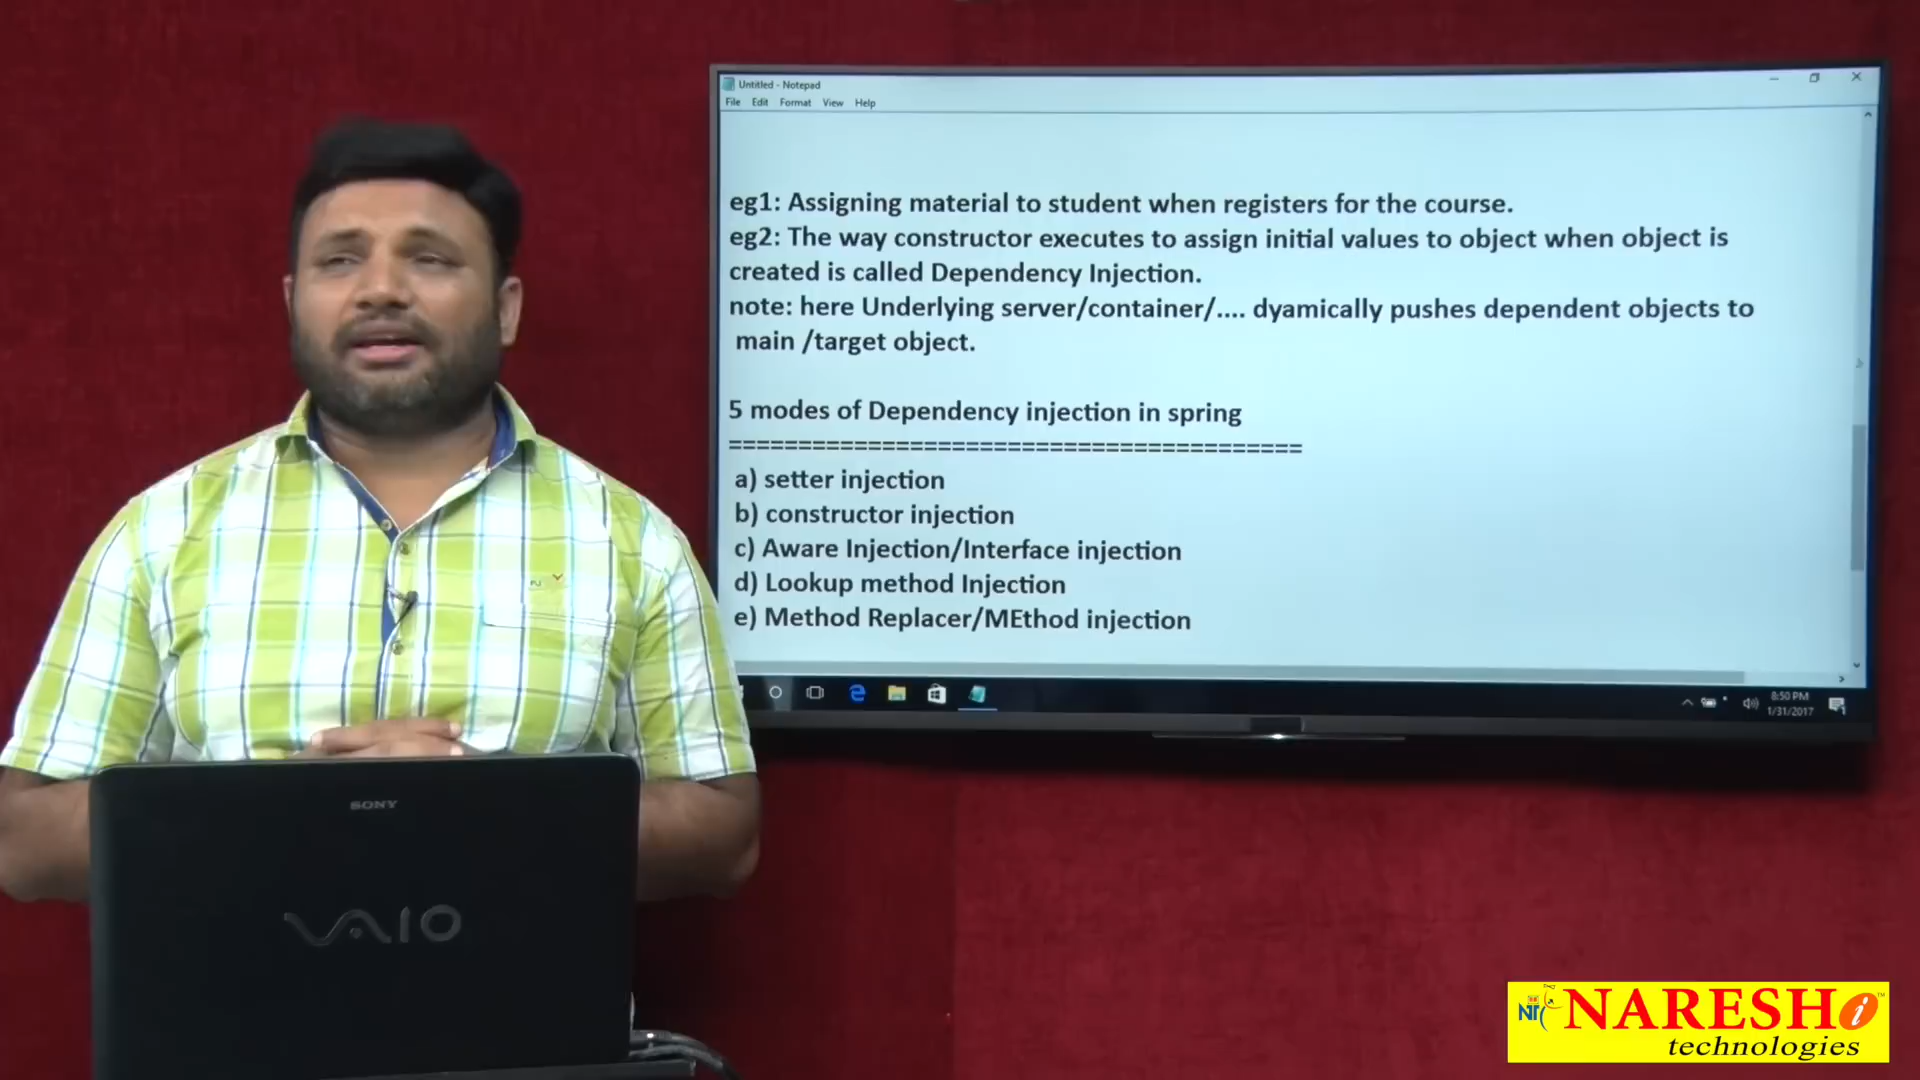 Untitled - Notepad
File Edit Format View Help
eg1: Assigning material to student when registers for the course.
eg2: The way constructor executes to assign initial values to object when object is
created is called Dependency Injection.
note: here Underlying server/container/.... dyamically pushes dependent objects to
main /target object.
5 modes of Dependency injection in spring
=========================================
a) setter injection
b) constructor injection
c) Aware Injection/Interface injection
d) Lookup method Injection
e) Method Replacer/MEthod injection
8:50 PM
1/31/2017
SONY
VAIO
NT
NARESH i ™
technologies